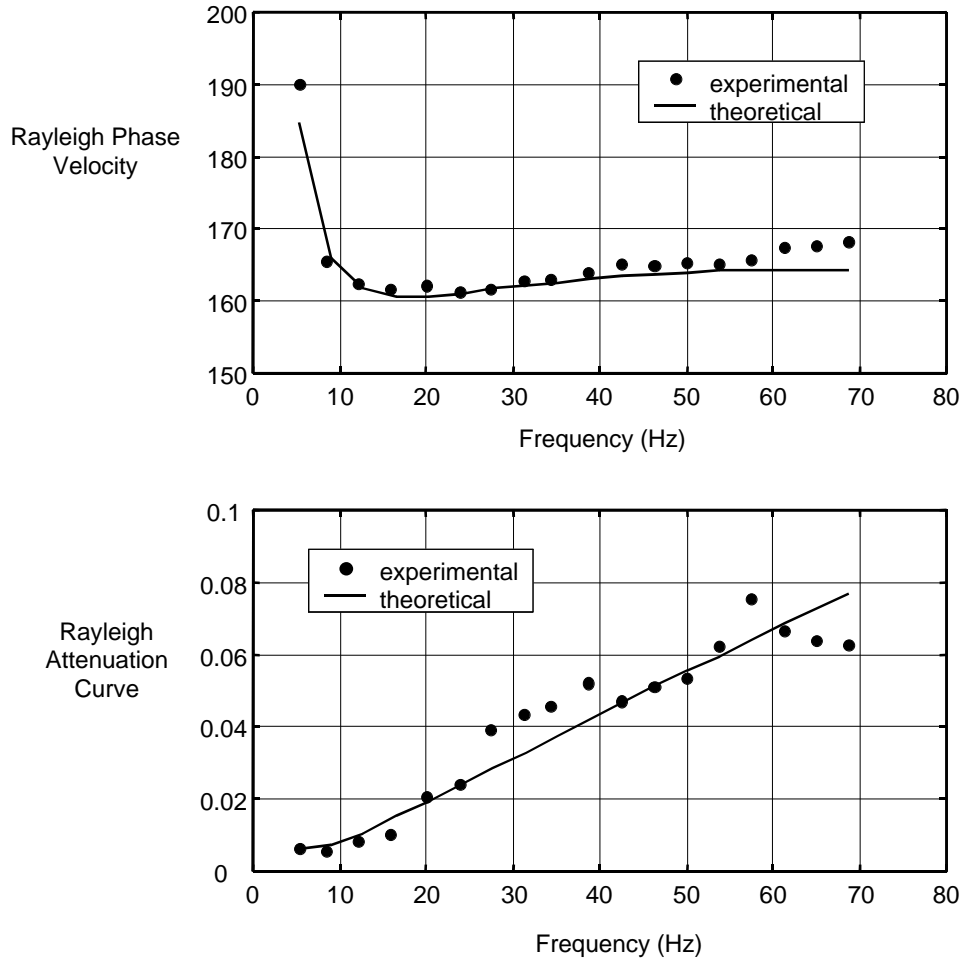 200
190
180
170
160
150
Rayleigh Phase
Velocity
experimental
theoretical
0 10 20 30 40 50 60 70 80
Frequency (Hz)
0.1
0.08
0.06
0.04
0.02
0
Rayleigh
Attenuation
Curve
experimental
theoretical
0 10 20 30 40 50 60 70 80
Frequency (Hz)